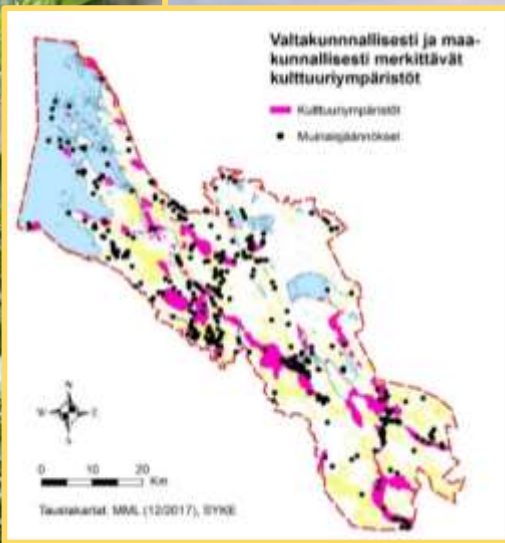 Valtakunnnallisesti ja maa-
kunnallisesti merkittävät
kulttuuriympäristöt
Kulttuuriympäristöt
Muinaisjäännökset
N
W E
S
0 10 20
Km
Taustakartat: MML (12/2017), SYKE